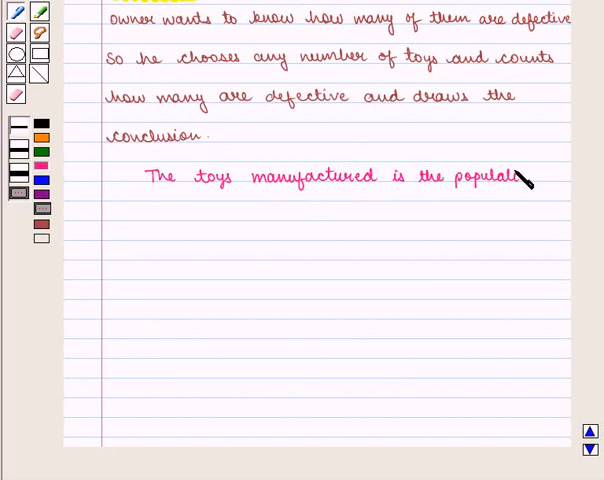 owner wants to know how many of them are defective
So he chooses any number of toys and counts
how many are defective and draws the
conclusion.
The toys manufactured is the populati